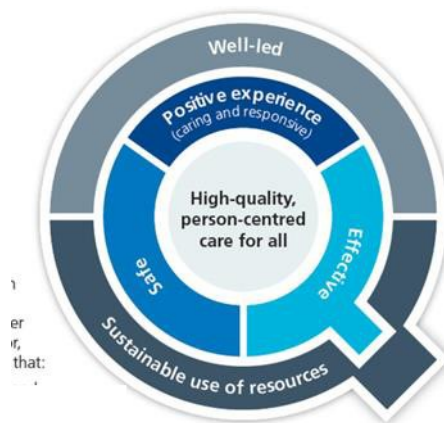 Well-led
Positive experience
(caring and responsive)
High-quality,
person-centred
care for all
Safe
Effective
Sustainable use of resources
that: